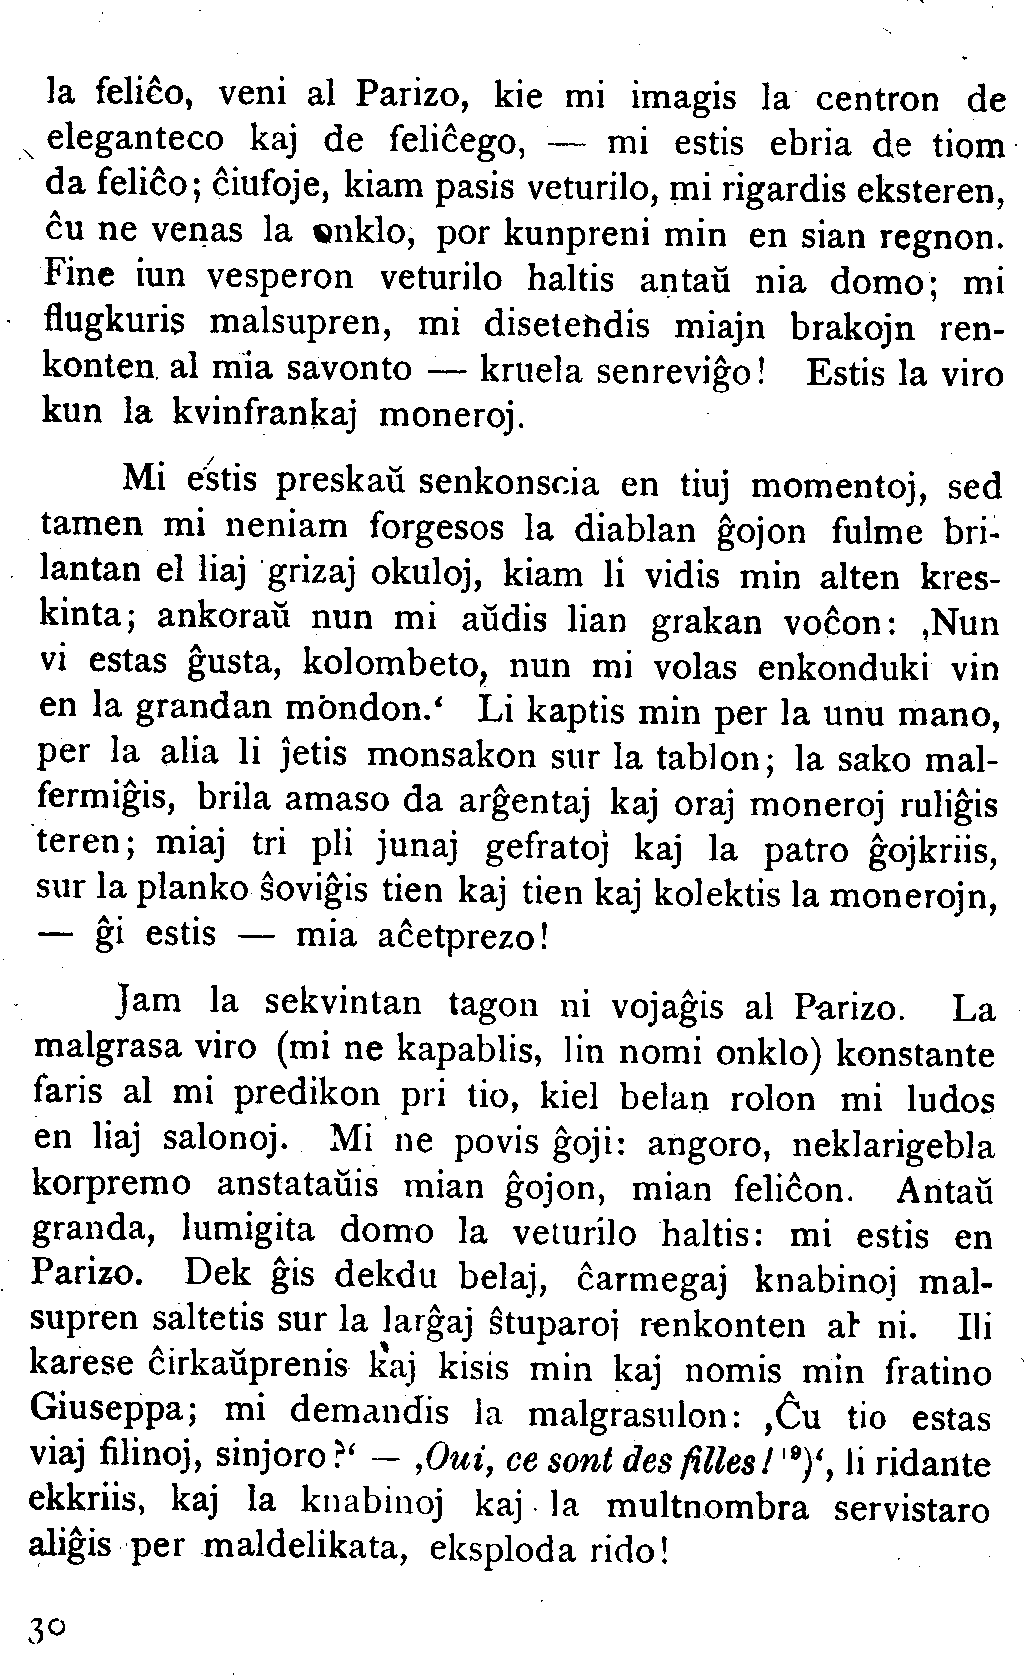 la feliĉo, veni al Parizo, kie mi imagis la centron de
eleganteco kaj de feliĉego, — mi estis ebria de tiom
da feliĉo; ĉiufoje, kiam pasis veturilo, mi rigardis eksteren,
ĉu ne venas la onklo, por kunpreni min en sian regnon.
Fine iun vesperon veturilo haltis antaŭ nia domo; mi
flugkuris malsupren, mi disetendis miajn brakojn ren-
konten al mia savonto — kruela senreviĝo! Estis la viro
kun la kvinfrankaj moneroj.
Mi estis preskaŭ senkonscia en tiuj momentoj, sed
tamen mi neniam forgesos la diablan ĝojon fulme bri-
lantan el liaj grizaj okuloj, kiam li vidis min alten kres-
kinta; ankoraŭ nun mi aŭdis lian grakan voĉon: ‚Nun
vi estas ĝusta, kolombeto, nun mi volas enkonduki vin
en la grandan mondon.‘ Li kaptis min per la unu mano,
per la alia li ĵetis monsakon sur la tablon; la sako mal-
fermiĝis, brila amaso da arĝentaj kaj oraj moneroj ruliĝis
teren; miaj tri pli junaj gefratoj kaj la patro ĝojkriis,
sur la planko ŝoviĝis tien kaj tien kaj kolektis la monerojn,
— ĝi estis — mia aĉetprezo!
Jam la sekvintan tagon ni vojaĝis al Parizo. La
malgrasa viro (mi ne kapablis, lin nomi onklo) konstante
faris al mi predikon pri tio, kiel belan rolon mi ludos
en liaj salonoj. Mi ne povis ĝoji: angoro, neklarigebla
korpremo anstataŭis mian ĝojon, mian feliĉon. Antaŭ
granda, lumigita domo la veturilo haltis: mi estis en
Parizo. Dek ĝis dekdu belaj, ĉarmegaj knabinoj mal-
supren saltetis sur la larĝaj ŝtuparoj renkonten al ni. Ili
karese ĉirkaŭprenis kaj kisis min kaj nomis min fratino
Giuseppa; mi demandis la malgrasulon: ‚Ĉu tio estas
viaj filinoj, sinjoro?‘ — ‚Oui, ce sont des filles! ¹⁹)‘, li ridante
ekkriis, kaj la knabinoj kaj la multnombra servistaro
aliĝis per maldelikata, eksploda rido!
30